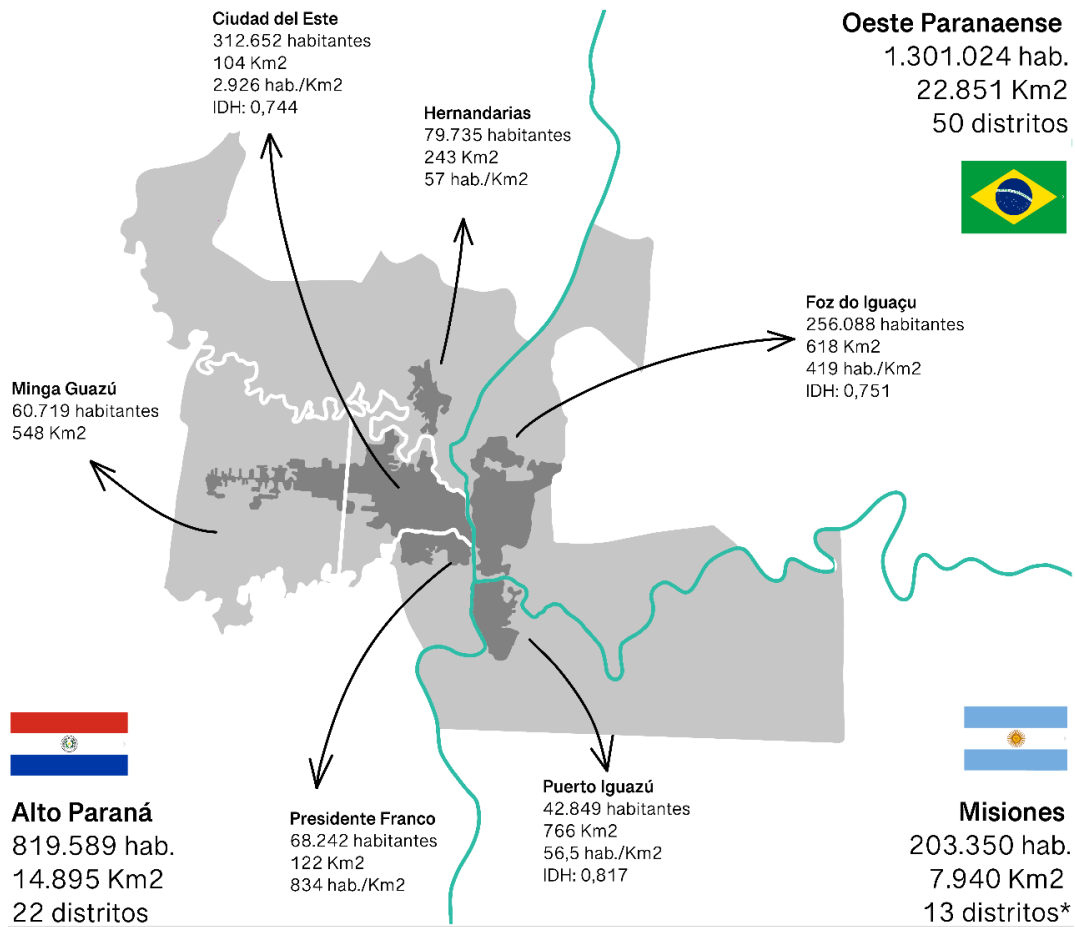 Ciudad del Este
312.652 habitantes
104 Km2
2.926 hab./Km2
IDH: 0,744
Oeste Paranaense
1.301.024 hab.
22.851 Km2
50 distritos
Hernandarias
79.735 habitantes
243 Km2
57 hab./Km2
Foz do Iguaçu
256.088 habitantes
618 Km2
419 hab./Km2
IDH: 0,751
Minga Guazú
60.719 habitantes
548 Km2
Alto Paraná
819.589 hab.
14.895 Km2
22 distritos
Presidente Franco
68.242 habitantes
122 Km2
834 hab./Km2
Puerto Iguazú
42.849 habitantes
766 Km2
56,5 hab./Km2
IDH: 0,817
Misiones
203.350 hab.
7.940 Km2
13 distritos*